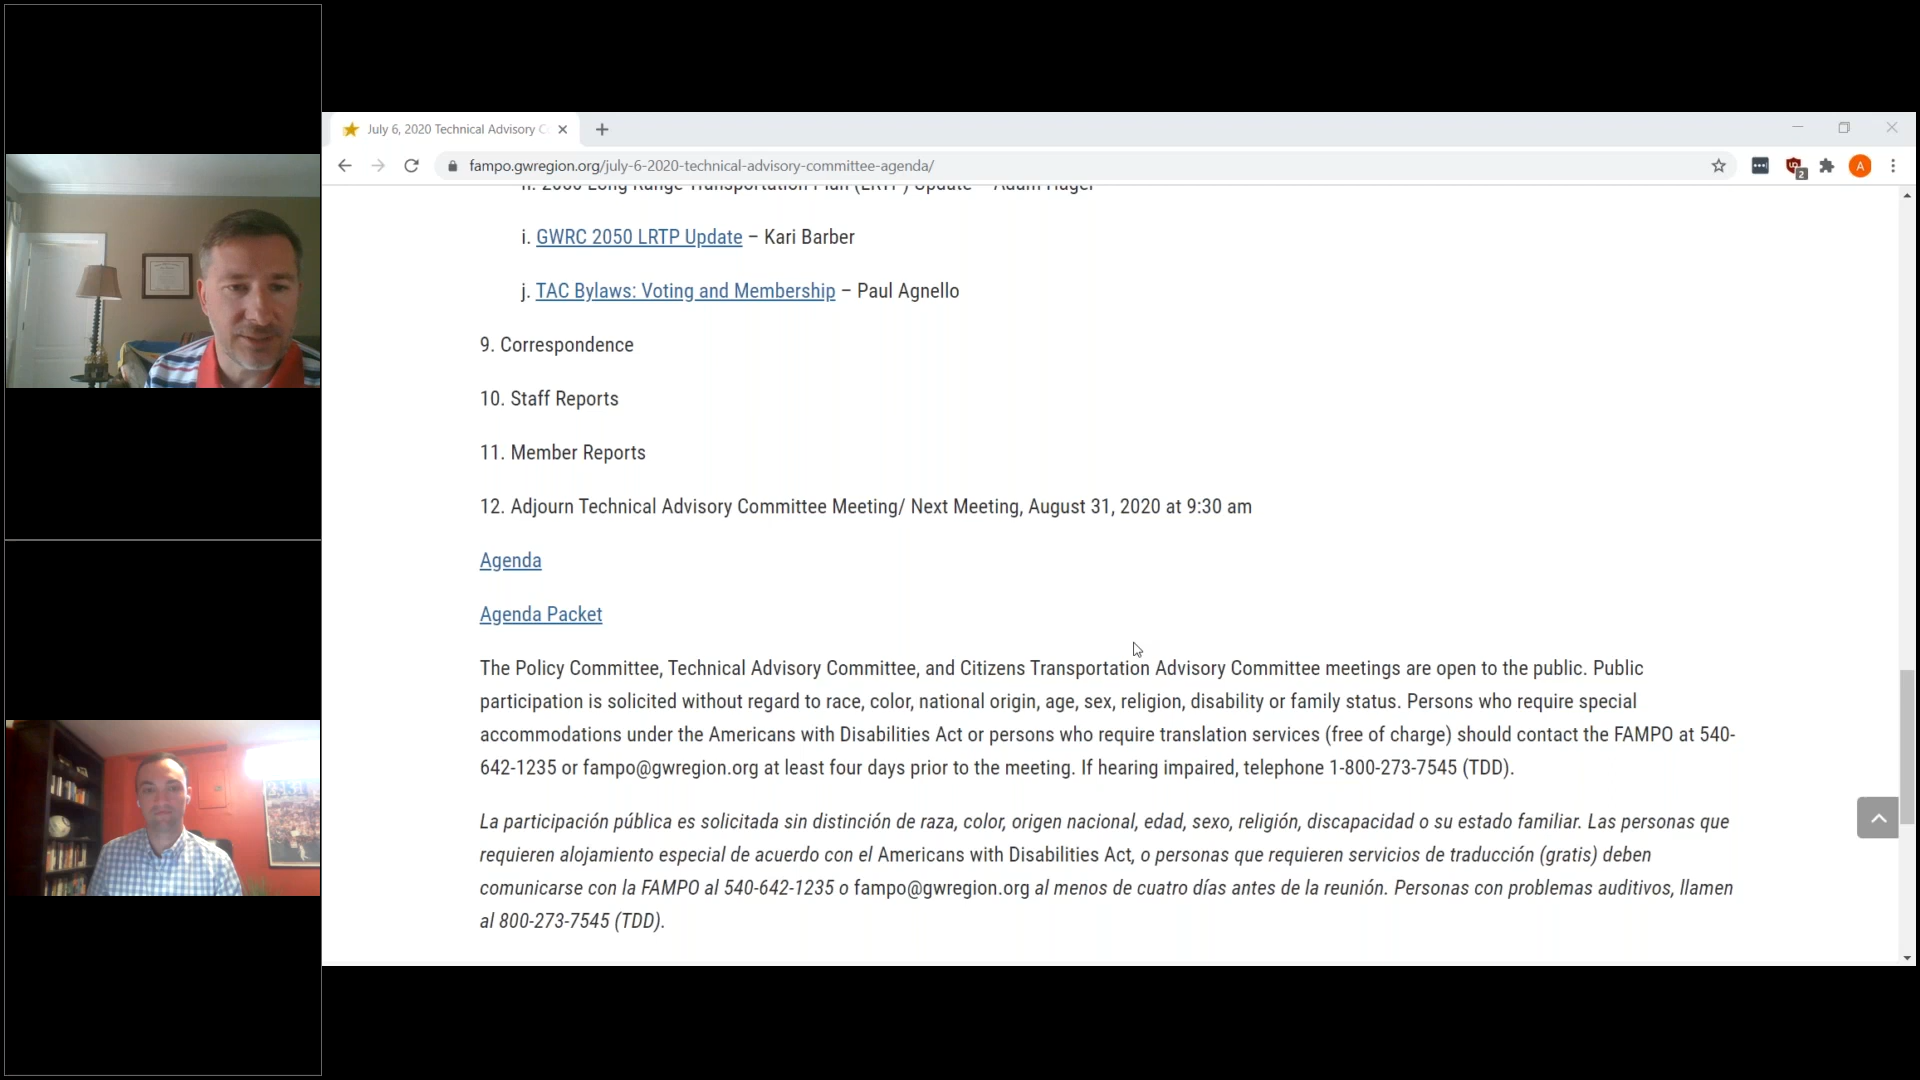 July 6, 2020 Technical Advisory C
fampo.gwregion.org/july-6-2020-technical-advisory-committee-agenda/
2
A
h. 2050 Long Range Transportation Plan (LRTP) Update – Adam Hager
i. GWRC 2050 LRTP Update – Kari Barber
j. TAC Bylaws: Voting and Membership – Paul Agnello
9. Correspondence
10. Staff Reports
11. Member Reports
12. Adjourn Technical Advisory Committee Meeting/ Next Meeting, August 31, 2020 at 9:30 am
Agenda
Agenda Packet
The Policy Committee, Technical Advisory Committee, and Citizens Transportation Advisory Committee meetings are open to the public. Public
participation is solicited without regard to race, color, national origin, age, sex, religion, disability or family status. Persons who require special
accommodations under the Americans with Disabilities Act or persons who require translation services (free of charge) should contact the FAMPO at 540-
642-1235 or fampo@gwregion.org at least four days prior to the meeting. If hearing impaired, telephone 1-800-273-7545 (TDD).
La participación pública es solicitada sin distinción de raza, color, origen nacional, edad, sexo, religión, discapacidad o su estado familiar. Las personas que
requieren alojamiento especial de acuerdo con el Americans with Disabilities Act, o personas que requieren servicios de traducción (gratis) deben
comunicarse con la FAMPO al 540-642-1235 o fampo@gwregion.org al menos de cuatro días antes de la reunión. Personas con problemas auditivos, llamen
al 800-273-7545 (TDD).